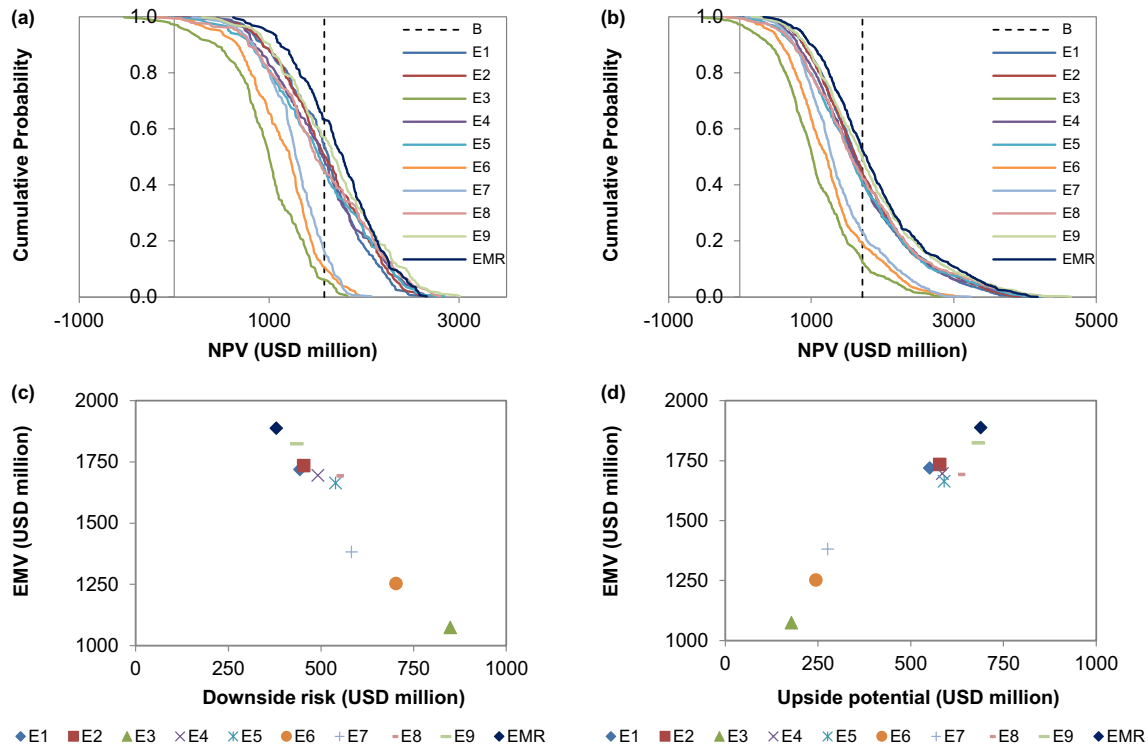 (a)
Cumulative Probability
1.0
0.8
0.6
0.4
0.2
0.0
-1000
1000
3000
NPV (USD million)
B
E1
E2
E3
E4
E5
E6
E7
E8
E9
EMR
(b)
Cumulative Probability
1.0
0.8
0.6
0.4
0.2
0.0
-1000
1000
3000
5000
NPV (USD million)
B
E1
E2
E3
E4
E5
E6
E7
E8
E9
EMR
(c)
EMV (USD million)
2000
1750
1500
1250
1000
0
250
500
750
1000
Downside risk (USD million)
E1 E2 E3 E4 E5 E6 E7 E8 E9 EMR
(d)
EMV (USD million)
2000
1750
1500
1250
1000
0
250
500
750
1000
Upside potential (USD million)
E1 E2 E3 E4 E5 E6 E7 E8 E9 EMR